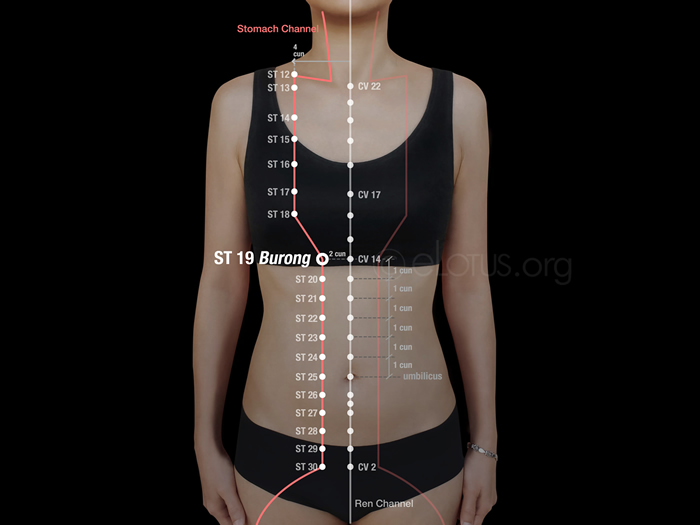 Stomach Channel
4
cun
ST 12
ST 13
CV 22
ST 14
ST 15
ST 16
ST 17
CV 17
ST 18
ST 19 Burong
2 cun
CV 14
© eLotus.org
1 cun
ST 20
1 cun
ST 21
1 cun
ST 22
1 cun
ST 23
1 cun
ST 24
1 cun
ST 25
umbilicus
ST 26
ST 27
ST 28
ST 29
ST 30
CV 2
Ren Channel